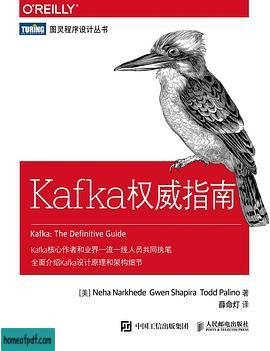 O'REILLY®
TURING 图灵程序设计丛书
Kafka权威指南
Kafka: The Definitive Guide
Kafka核心作者和业界一流一线人员共同执笔
全面介绍Kafka设计原理和架构细节
[美] Neha Narkhede Gwen Shapira Todd Palino 著
薛命灯 译
中国工信出版集团 人民邮电出版社
homeofpdf.com